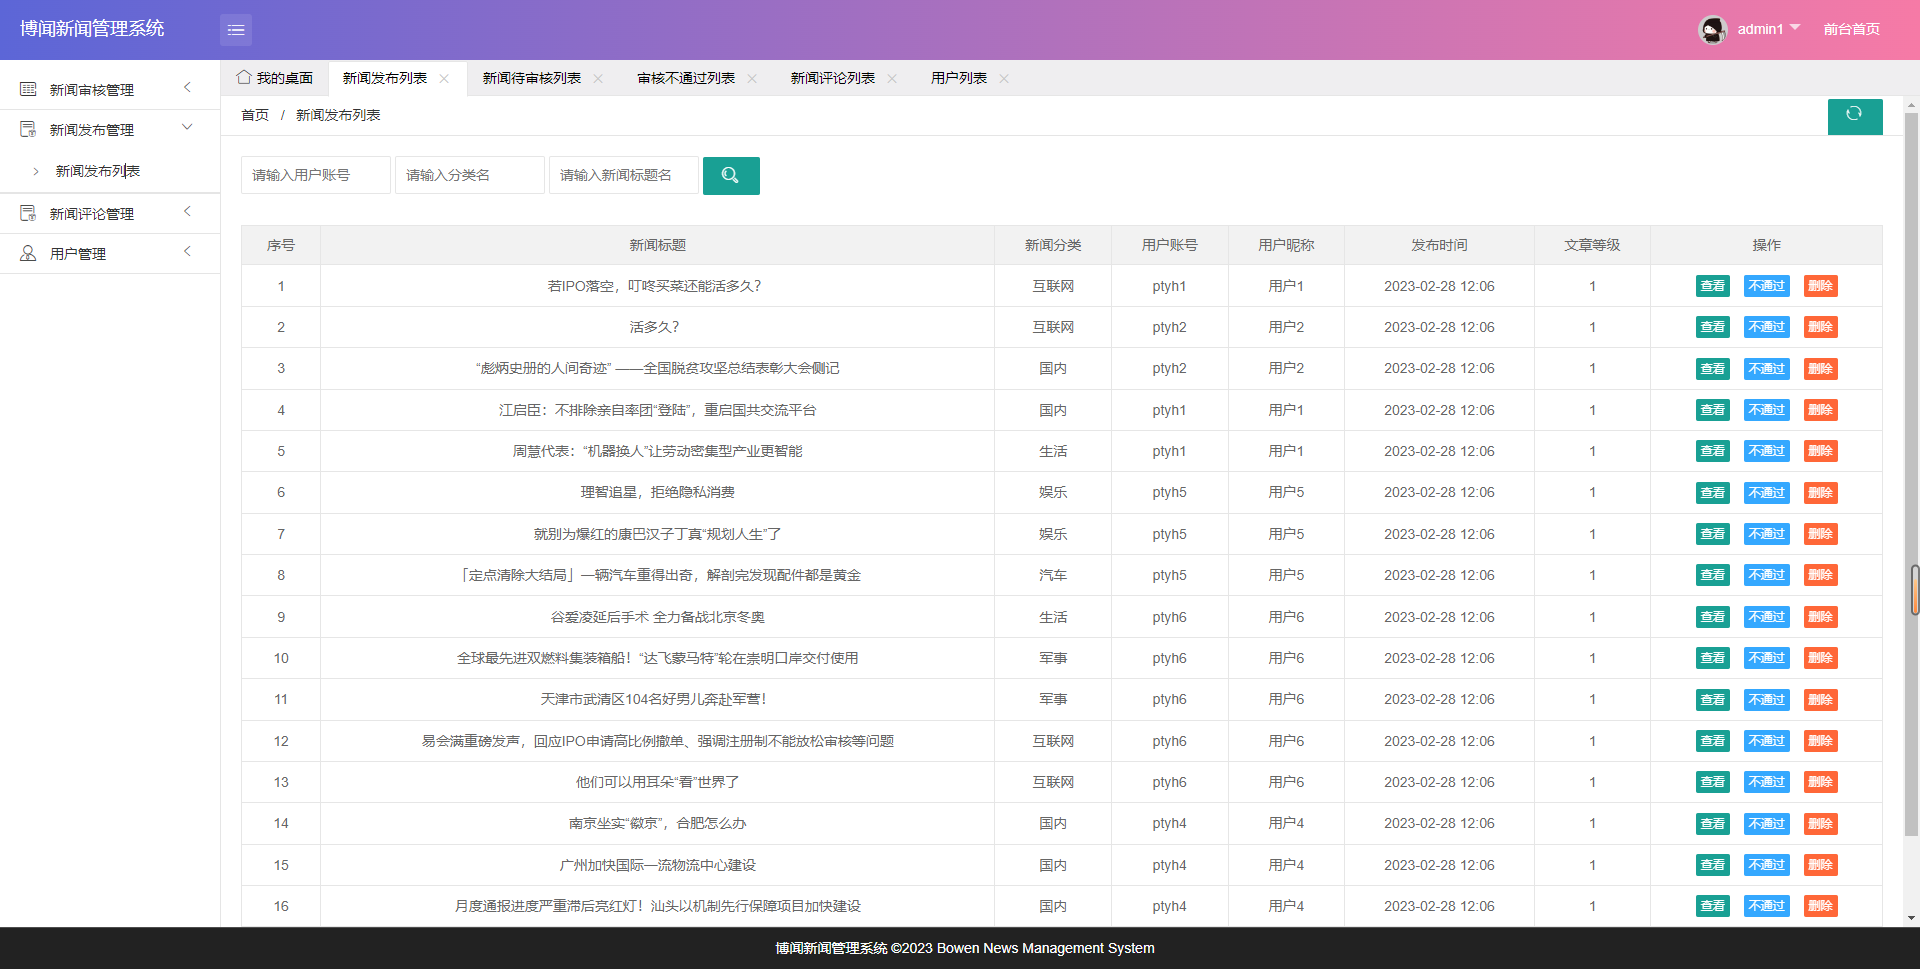 博闻新闻管理系统
admin1 前台首页
新闻审核管理
新闻发布管理
新闻发布列表
新闻评论管理
用户管理
我的桌面 新闻发布列表 新闻待审核列表 审核不通过列表 新闻评论列表 用户列表
首页 / 新闻发布列表
请输入用户账号 请输入分类名 请输入新闻标题名
序号 新闻标题 新闻分类 用户账号 用户昵称 发布时间 文章等级 操作
1 若IPO落空，叮咚买菜还能活多久？ 互联网 ptyh1 用户1 2023-02-28 12:06 1 查看 不通过 删除
2 活多久？ 互联网 ptyh2 用户2 2023-02-28 12:06 1 查看 不通过 删除
3 “彪炳史册的人间奇迹” ——全国脱贫攻坚总结表彰大会侧记 国内 ptyh2 用户2 2023-02-28 12:06 1 查看 不通过 删除
4 江启臣：不排除亲自率团“登陆”，重启国共交流平台 国内 ptyh1 用户1 2023-02-28 12:06 1 查看 不通过 删除
5 周慧代表：“机器换人”让劳动密集型产业更智能 生活 ptyh1 用户1 2023-02-28 12:06 1 查看 不通过 删除
6 理智追星，拒绝隐私消费 娱乐 ptyh5 用户5 2023-02-28 12:06 1 查看 不通过 删除
7 就别为爆红的康巴汉子丁真“规划人生”了 娱乐 ptyh5 用户5 2023-02-28 12:06 1 查看 不通过 删除
8 「定点清除大结局」一辆汽车重得出奇，解剖完发现配件都是黄金 汽车 ptyh5 用户5 2023-02-28 12:06 1 查看 不通过 删除
9 谷爱凌延后手术 全力备战北京冬奥 生活 ptyh6 用户6 2023-02-28 12:06 1 查看 不通过 删除
10 全球最先进双燃料集装箱船！“达飞蒙马特”轮在崇明口岸交付使用 军事 ptyh6 用户6 2023-02-28 12:06 1 查看 不通过 删除
11 天津市武清区104名好男儿奔赴军营！ 军事 ptyh6 用户6 2023-02-28 12:06 1 查看 不通过 删除
12 易会满重磅发声，回应IPO申请高比例撤单、强调注册制不能放松审核等问题 互联网 ptyh6 用户6 2023-02-28 12:06 1 查看 不通过 删除
13 他们可以用耳朵“看”世界了 互联网 ptyh6 用户6 2023-02-28 12:06 1 查看 不通过 删除
14 南京坐实“徽京”，合肥怎么办 国内 ptyh4 用户4 2023-02-28 12:06 1 查看 不通过 删除
15 广州加快国际一流物流中心建设 国内 ptyh4 用户4 2023-02-28 12:06 1 查看 不通过 删除
16 月度通报进度严重滞后亮红灯！汕头以机制先行保障项目加快建设 国内 ptyh4 用户4 2023-02-28 12:06 1 查看 不通过 删除
博闻新闻管理系统 ©2023 Bowen News Management System